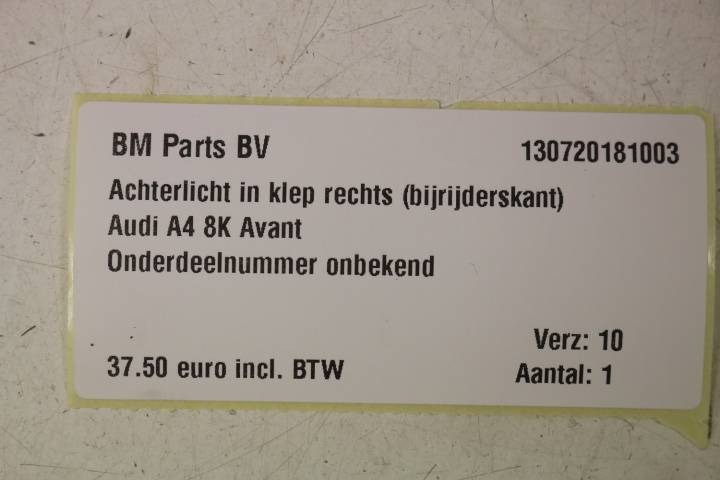 BM Parts BV 130720181003
Achterlicht in klep rechts (bijrijderskant)
Audi A4 8K Avant
Onderdeelnummer onbekend
Verz: 10
37.50 euro incl. BTW Aantal: 1